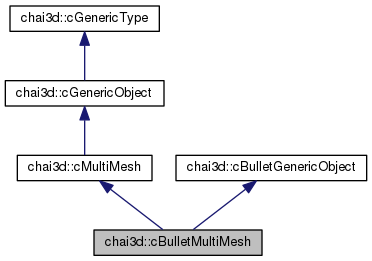 chai3d::cGenericType
chai3d::cGenericObject
chai3d::cMultiMesh
chai3d::cBulletGenericObject
chai3d::cBulletMultiMesh